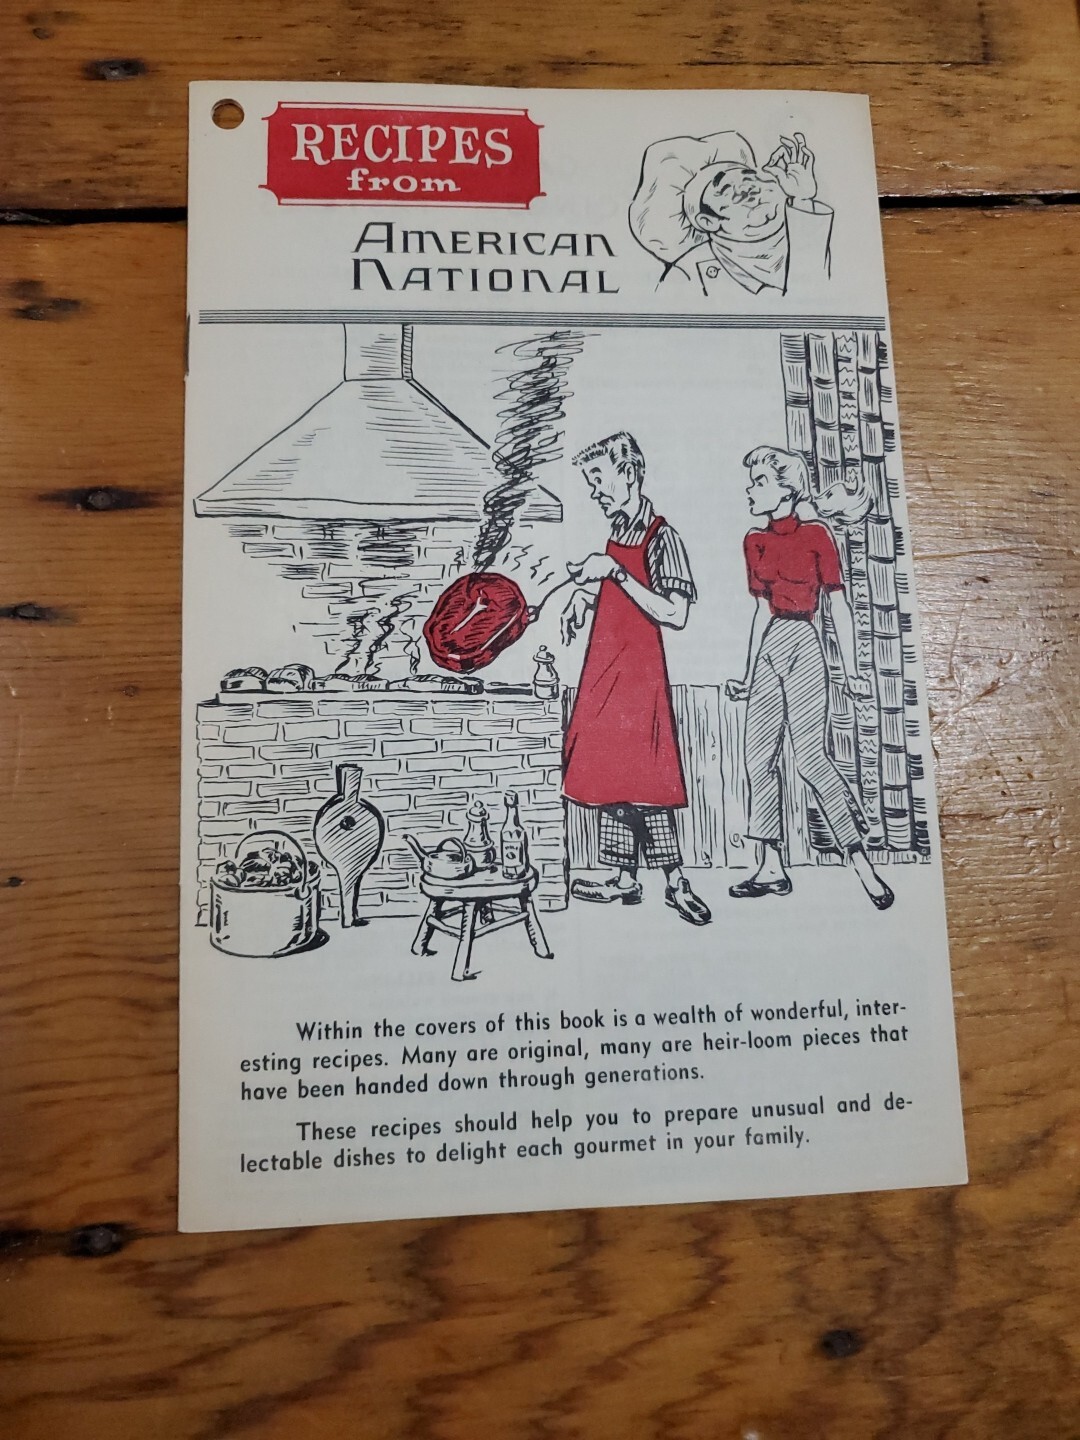 RECIPES
from
AMERICAN
NATIONAL
Within the covers of this book is a wealth of wonderful, inter-
esting recipes. Many are original, many are heir-loom pieces that
have been handed down through generations.
These recipes should help you to prepare unusual and de-
lectable dishes to delight each gourmet in your family.